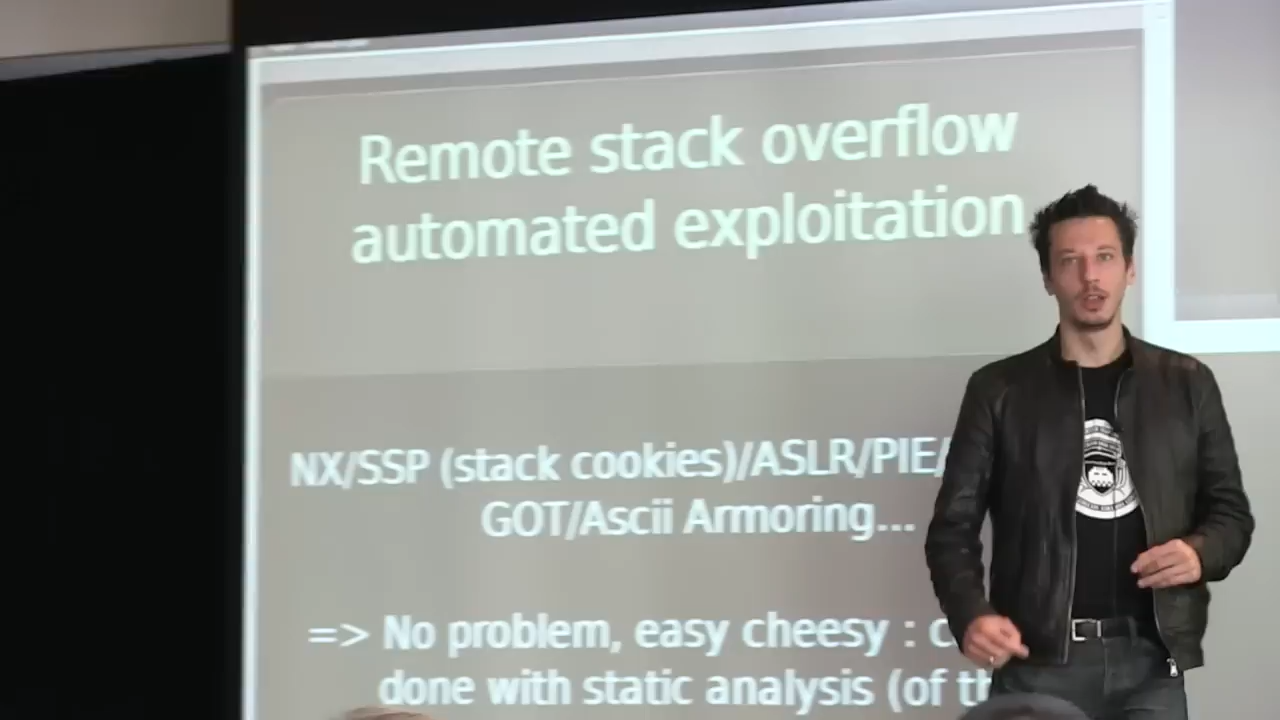 Remote stack overflow
automated exploitation
NX/SSP (stack cookies)/ASLR/PIE/
GOT/Ascii Armoring...
=> No problem, easy cheesy :
done with static analysis (of